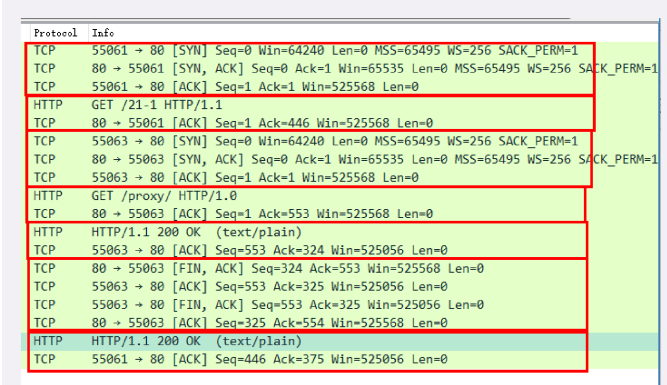 Protocol Info
TCP 55061 → 80 [SYN] Seq=0 Win=64240 Len=0 MSS=65495 WS=256 SACK_PERM=1
TCP 80 → 55061 [SYN, ACK] Seq=0 Ack=1 Win=65535 Len=0 MSS=65495 WS=256 SACK_PERM=1
TCP 55061 → 80 [ACK] Seq=1 Ack=1 Win=525568 Len=0
HTTP GET /21-1 HTTP/1.1
TCP 80 → 55061 [ACK] Seq=1 Ack=446 Win=525568 Len=0
TCP 55063 → 80 [SYN] Seq=0 Win=64240 Len=0 MSS=65495 WS=256 SACK_PERM=1
TCP 80 → 55063 [SYN, ACK] Seq=0 Ack=1 Win=65535 Len=0 MSS=65495 WS=256 SACK_PERM=1
TCP 55063 → 80 [ACK] Seq=1 Ack=1 Win=525568 Len=0
HTTP GET /proxy/ HTTP/1.0
TCP 80 → 55063 [ACK] Seq=1 Ack=553 Win=525568 Len=0
HTTP HTTP/1.1 200 OK (text/plain)
TCP 55063 → 80 [ACK] Seq=553 Ack=324 Win=525056 Len=0
TCP 80 → 55063 [FIN, ACK] Seq=324 Ack=553 Win=525568 Len=0
TCP 55063 → 80 [ACK] Seq=553 Ack=325 Win=525056 Len=0
TCP 55063 → 80 [FIN, ACK] Seq=553 Ack=325 Win=525056 Len=0
TCP 80 → 55063 [ACK] Seq=325 Ack=554 Win=525568 Len=0
HTTP HTTP/1.1 200 OK (text/plain)
TCP 55061 → 80 [ACK] Seq=446 Ack=375 Win=525056 Len=0